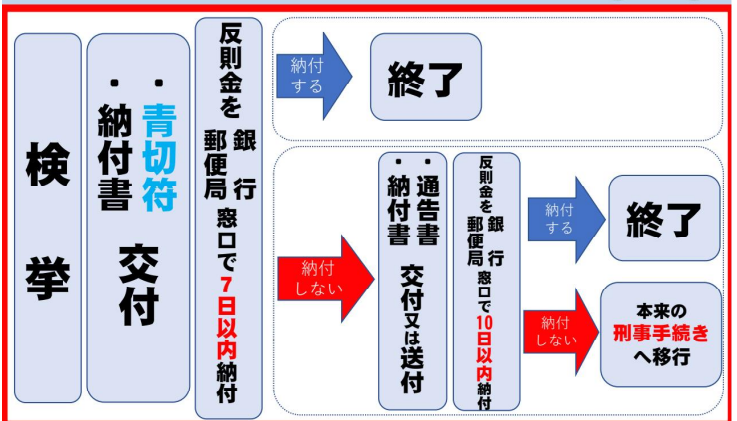 検挙
・青切符
・納付書
交付
反則金を
銀行
郵便局
窓口で7日以内納付
納付
する
終了
納付
しない
・通告書
・納付書
交付又は送付
反則金を
銀行
郵便局
窓口で10日以内納付
納付
する
終了
納付
しない
本来の
刑事手続き
へ移行